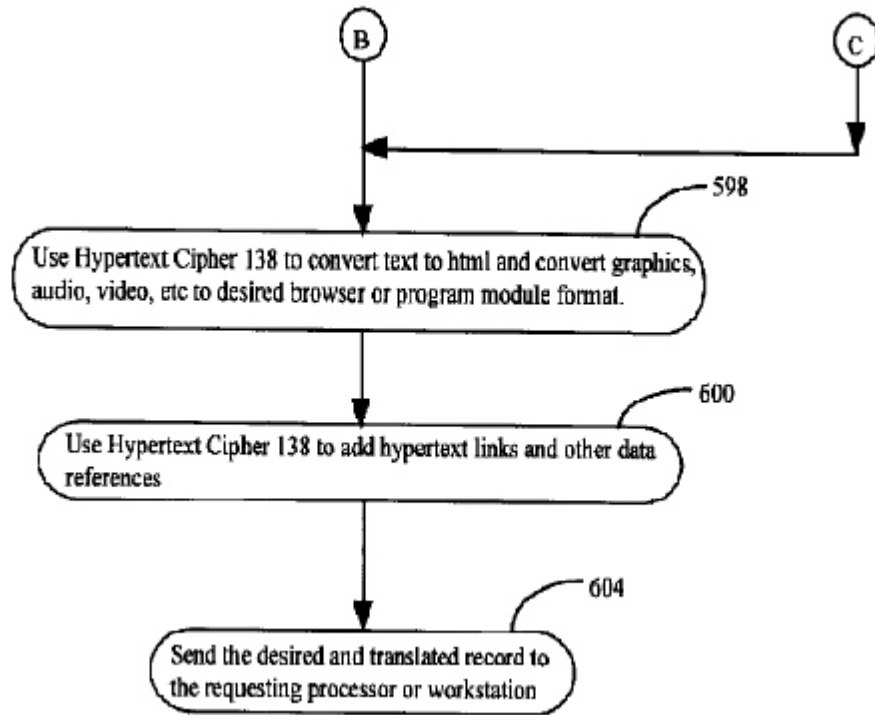 B
C
598
Use Hypertext Cipher 138 to convert text to html and convert graphics,
audio, video, etc to desired browser or program module format.
600
Use Hypertext Cipher 138 to add hypertext links and other data
references
604
Send the desired and translated record to
the requesting processor or workstation